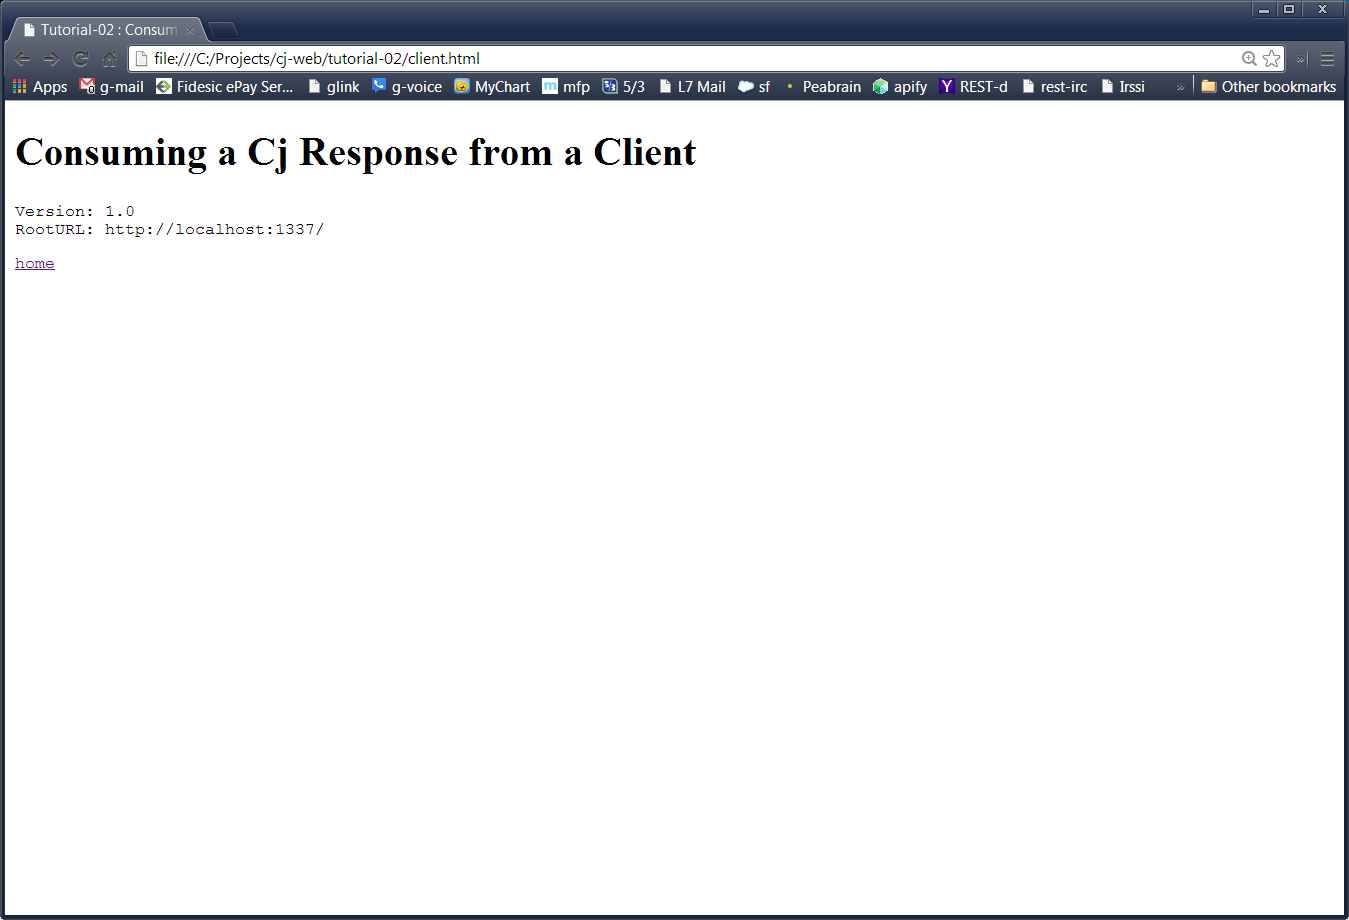 Tutorial-02 : Consum
file:///C:/Projects/cj-web/tutorial-02/client.html
Apps g-mail Fidesic ePay Ser... glink g-voice MyChart mfp 5/3 L7 Mail sf Peabrain apify REST-d rest-irc Irssi » Other bookmarks
Consuming a Cj Response from a Client
Version: 1.0
RootURL: http://localhost:1337/
home